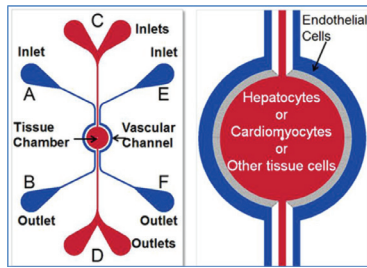 C
Inlets
Inlet
Inlet
A
E
Tissue
Chamber
Vascular
Channel
B
F
Outlet
Outlet
Outlets
D
Endothelial
Cells
Hepatocytes
or
Cardiomyocytes
or
Other tissue cells